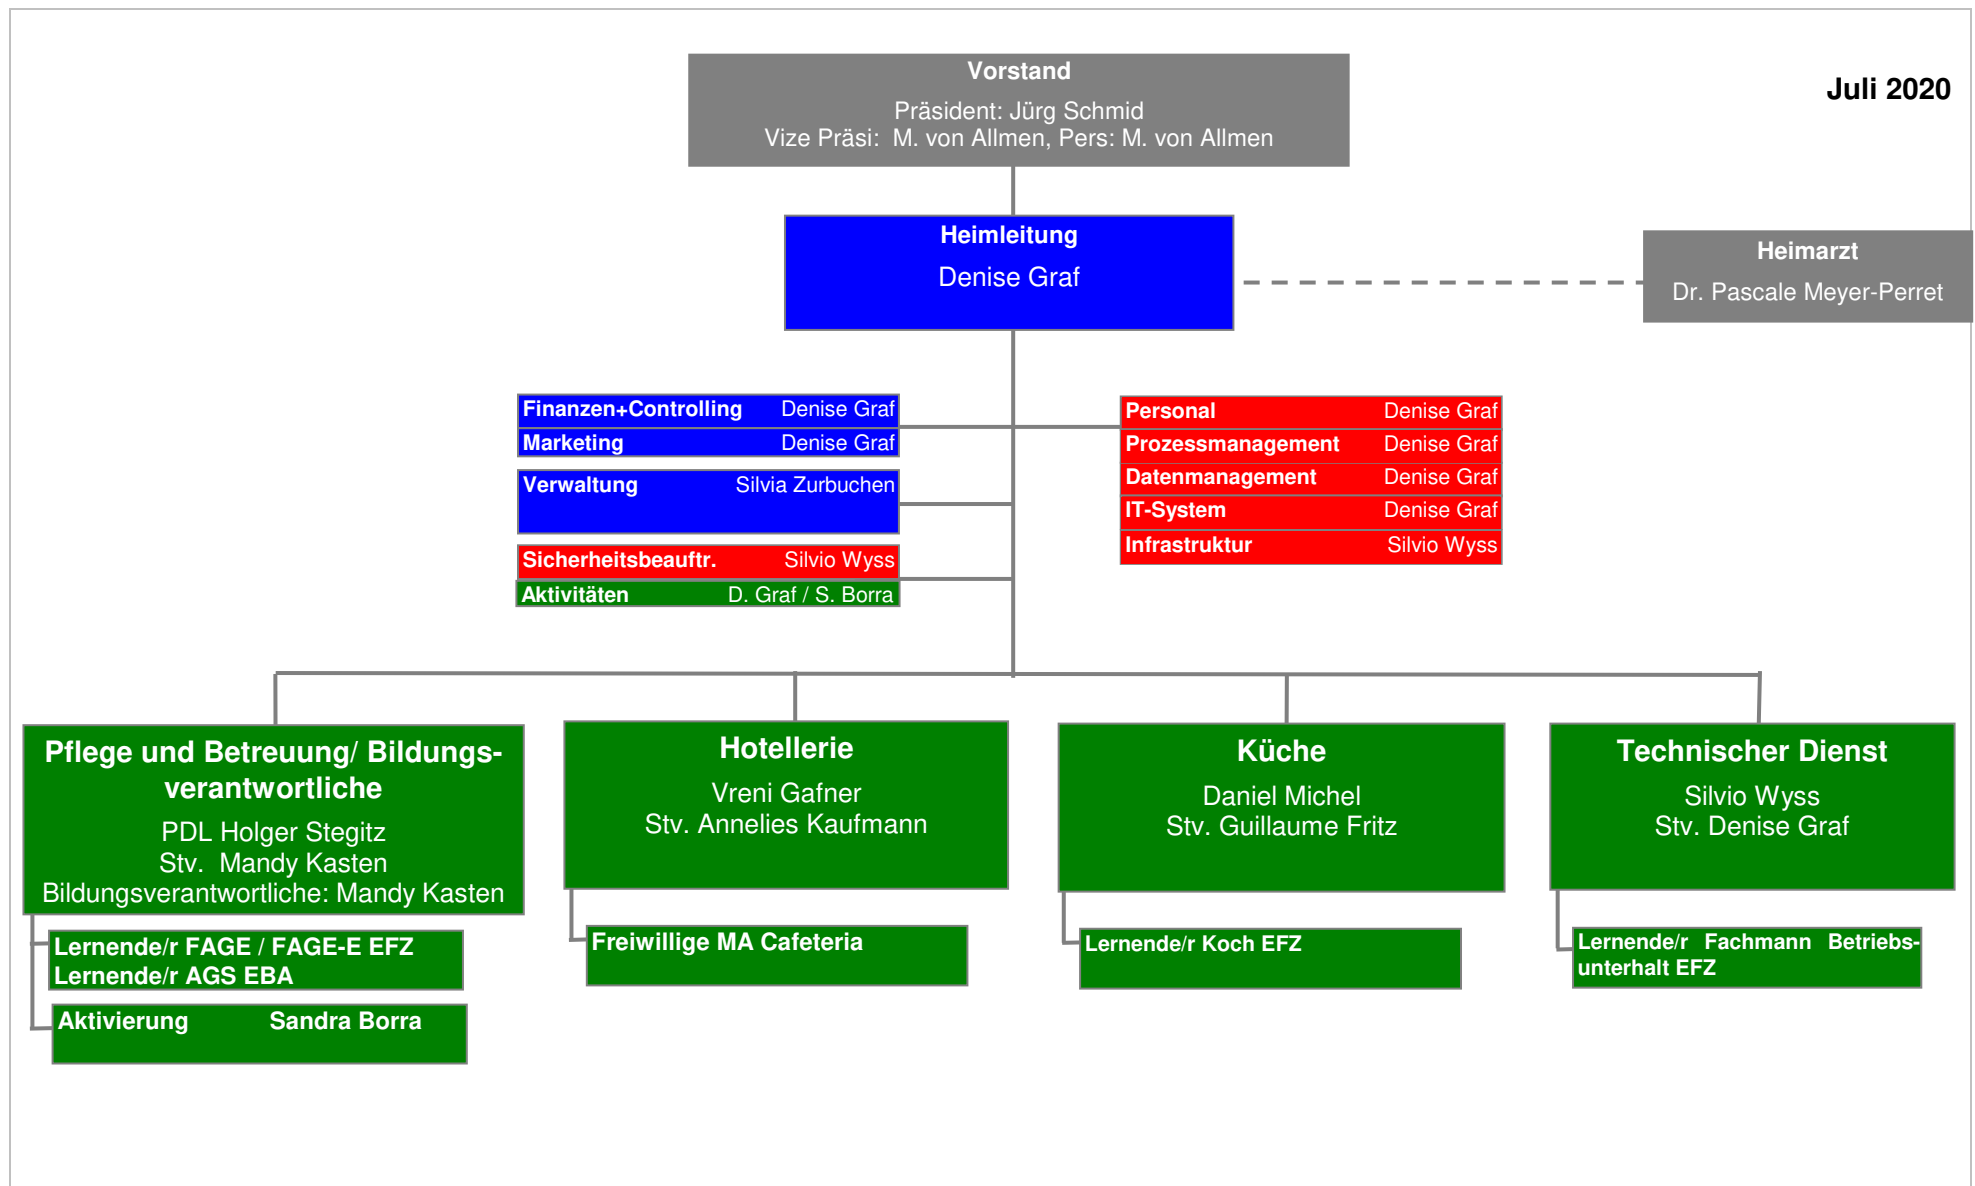 Vorstand
Präsident: Jürg Schmid
Vize Präsi:  M. von Allmen, Pers: M. von Allmen
Juli 2020
Heimleitung
Denise Graf
Heimarzt
Dr. Pascale Meyer-Perret
Finanzen+Controlling Denise Graf
Marketing Denise Graf
Verwaltung Silvia Zurbuchen
Sicherheitsbeauftr. Silvio Wyss
Aktivitäten D. Graf / S. Borra
Personal Denise Graf
Prozessmanagement Denise Graf
Datenmanagement Denise Graf
IT-System Denise Graf
Infrastruktur Silvio Wyss
Pflege und Betreuung/ Bildungs-
verantwortliche
PDL Holger Stegitz
Stv.  Mandy Kasten
Bildungsverantwortliche: Mandy Kasten
Lernende/r FAGE / FAGE-E EFZ
Lernende/r AGS EBA
Aktivierung Sandra Borra
Hotellerie
Vreni Gafner
Stv. Annelies Kaufmann
Freiwillige MA Cafeteria
Küche
Daniel Michel
Stv. Guillaume Fritz
Lernende/r Koch EFZ
Technischer Dienst
Silvio Wyss
Stv. Denise Graf
Lernende/r Fachmann Betriebs-
unterhalt EFZ